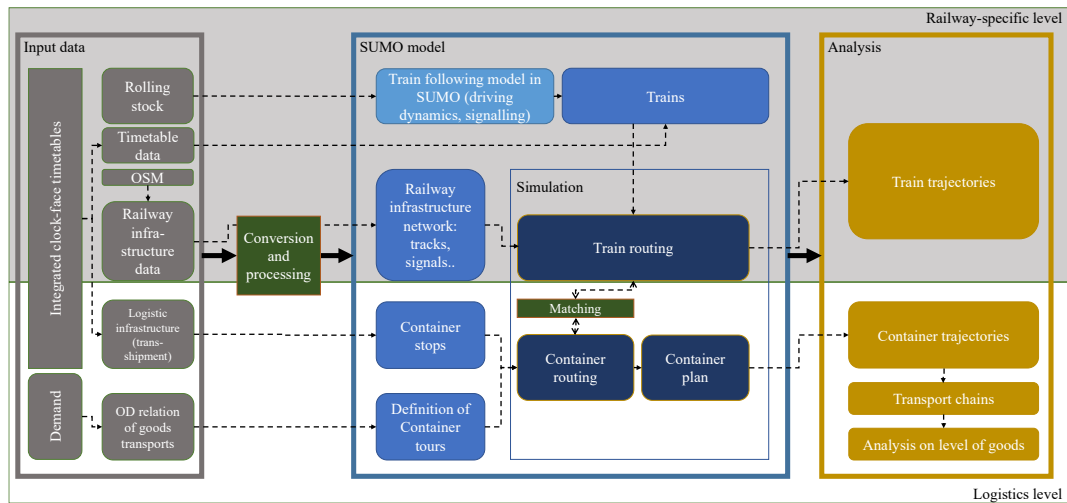 Railway-specific level
Input data
Integrated clock-face timetables
Rolling
stock
Timetable
data
OSM
Railway
infra-
structure
data
Logistic
infrastructure
(trans-
shipment)
Demand
OD relation
of goods
transports
Conversion
and
processing
SUMO model
Train following model in
SUMO (driving
dynamics, signalling)
Trains
Railway
infrastructure
network:
tracks,
signals..
Simulation
Train routing
Matching
Container
stops
Container
routing
Container
plan
Definition of
Container
tours
Analysis
Train trajectories
Container trajectories
Transport chains
Analysis on level of goods
Logistics level